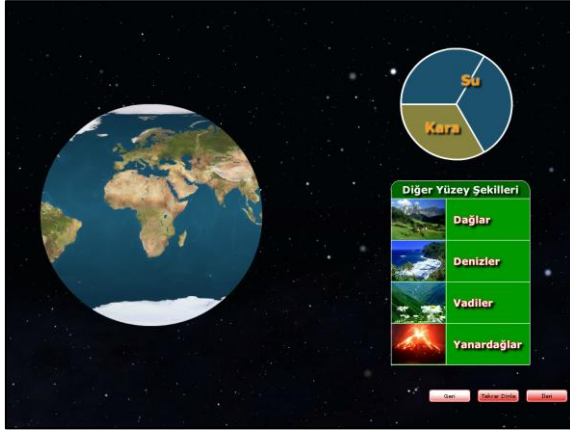 Su
Kara
Diğer Yüzey Şekilleri
Dağlar
Denizler
Vadiler
Yanardağlar
Geri
Tekrar Dinle
İleri